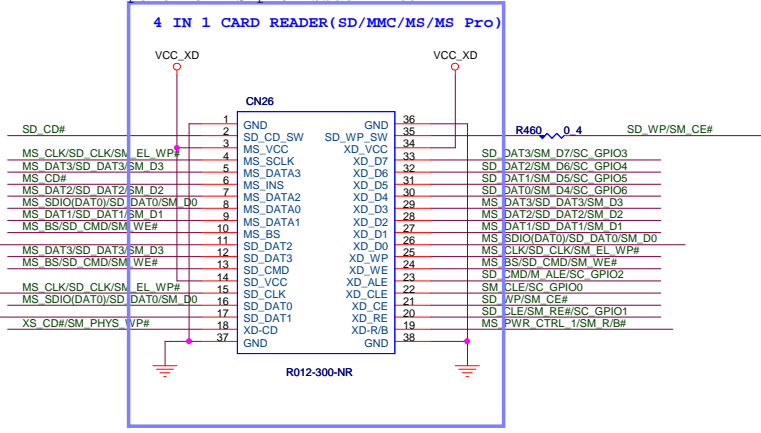 4 IN 1 CARD READER(SD/MMC/MS/MS Pro)
VCC_XD
VCC_XD
CN26
SD_CD#
MS_CLK/SD_CLK/SM_EL_WP#
MS_DAT3/SD_DAT3/SM_D3
MS_CD#
MS_DAT2/SD_DAT2/SM_D2
MS_SDIO(DAT0)/SD_DAT0/SM_D0
MS_DAT1/SD_DAT1/SM_D1
MS_BS/SD_CMD/SM_WE#
MS_DAT3/SD_DAT3/SM_D3
MS_BS/SD_CMD/SM_WE#
MS_CLK/SD_CLK/SM_EL_WP#
MS_SDIO(DAT0)/SD_DAT0/SM_D0
XS_CD#/SM_PHYS_WP#
1 GND
2 SD_CD_SW
3 MS_VCC
4 MS_SCLK
5 MS_DATA3
6 MS_INS
7 MS_DATA2
8 MS_DATA0
9 MS_DATA1
10 MS_BS
11 SD_DAT2
12 SD_DAT3
13 SD_CMD
14 SD_VCC
15 SD_CLK
16 SD_DAT0
17 SD_DAT1
18 XD-CD
37 GND
GND 36
SD_WP_SW 35
XD_VCC 34
XD_D7 33
XD_D6 32
XD_D5 31
XD_D4 30
XD_D3 29
XD_D2 28
XD_D1 27
XD_D0 26
XD_WP 25
XD_WE 24
XD_ALE 23
XD_CLE 22
XD_CE 21
XD_RE 20
XD-R/B 19
GND 38
R460 0_4
SD_WP/SM_CE#
SD_DAT3/SM_D7/SC_GPIO3
SD_DAT2/SM_D6/SC_GPIO4
SD_DAT1/SM_D5/SC_GPIO5
SD_DAT0/SM_D4/SC_GPIO6
MS_DAT3/SD_DAT3/SM_D3
MS_DAT2/SD_DAT2/SM_D2
MS_DAT1/SD_DAT1/SM_D1
MS_SDIO(DAT0)/SD_DAT0/SM_D0
MS_CLK/SD_CLK/SM_EL_WP#
MS_BS/SD_CMD/SM_WE#
SD_CMD/M_ALE/SC_GPIO2
SM_CLE/SC_GPIO0
SD_WP/SM_CE#
SD_CLE/SM_RE#/SC_GPIO1
MS_PWR_CTRL_1/SM_R/B#
R012-300-NR